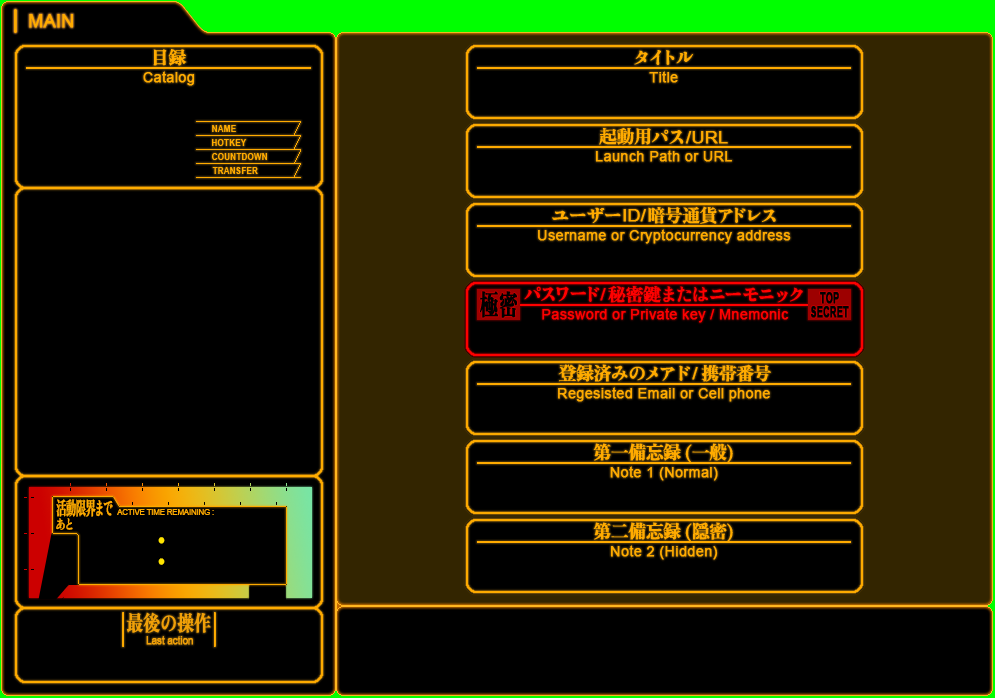 MAIN
目録
Catalog
NAME
HOTKEY
COUNTDOWN
TRANSFER
活動限界まで ACTIVE TIME REMAINING :
あと
最後の操作
Last action
タイトル
Title
起動用パス/URL
Launch Path or URL
ユーザーID/暗号通貨アドレス
Username or Cryptocurrency address
極密
パスワード/秘密鍵またはニーモニック
Password or Private key / Mnemonic
TOP
SECRET
登録済みのメアド/携帯番号
Regesisted Email or Cell phone
第一備忘録 (一般)
Note 1 (Normal)
第二備忘録 (隠密)
Note 2 (Hidden)